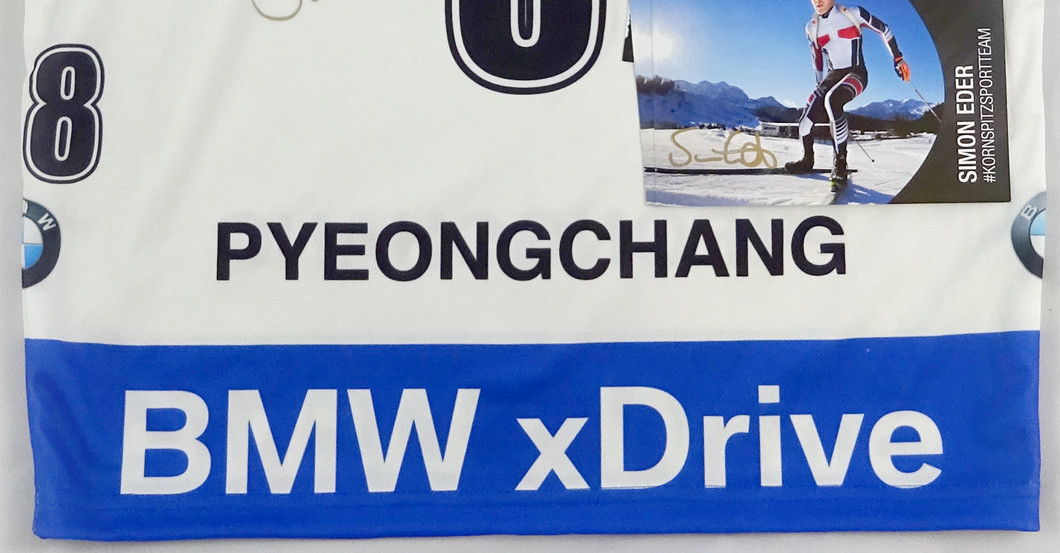 8
SIMON EDER
#KORNSPITZSPORTTEAM
PYEONGCHANG
BMW xDrive